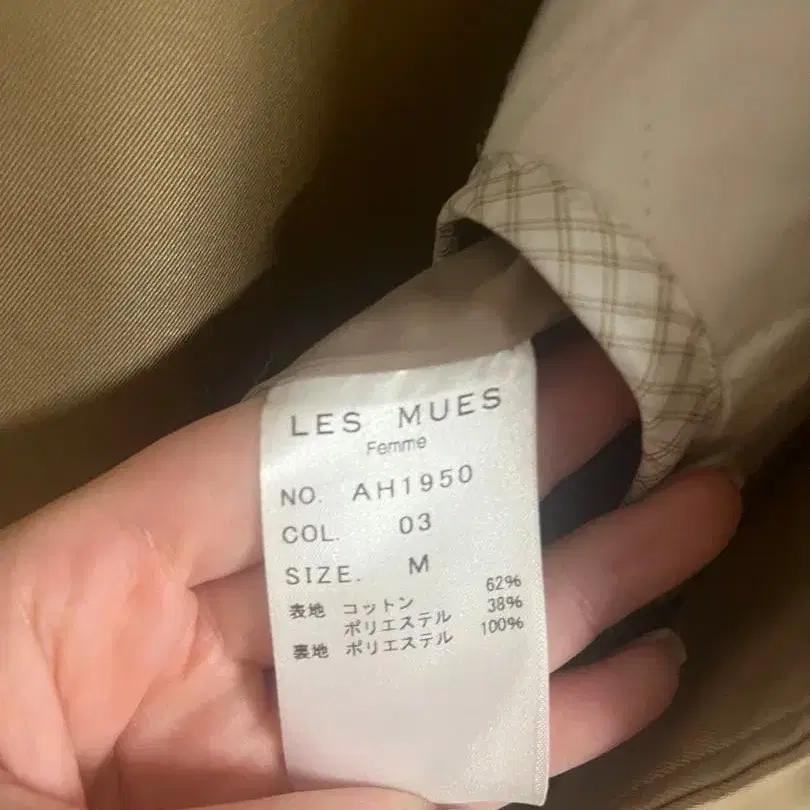 LES MUES
Femme
NO. AH1950
COL. 03
SIZE. M
表地 コットン 62%
ポリエステル 38%
裏地 ポリエステル 100%